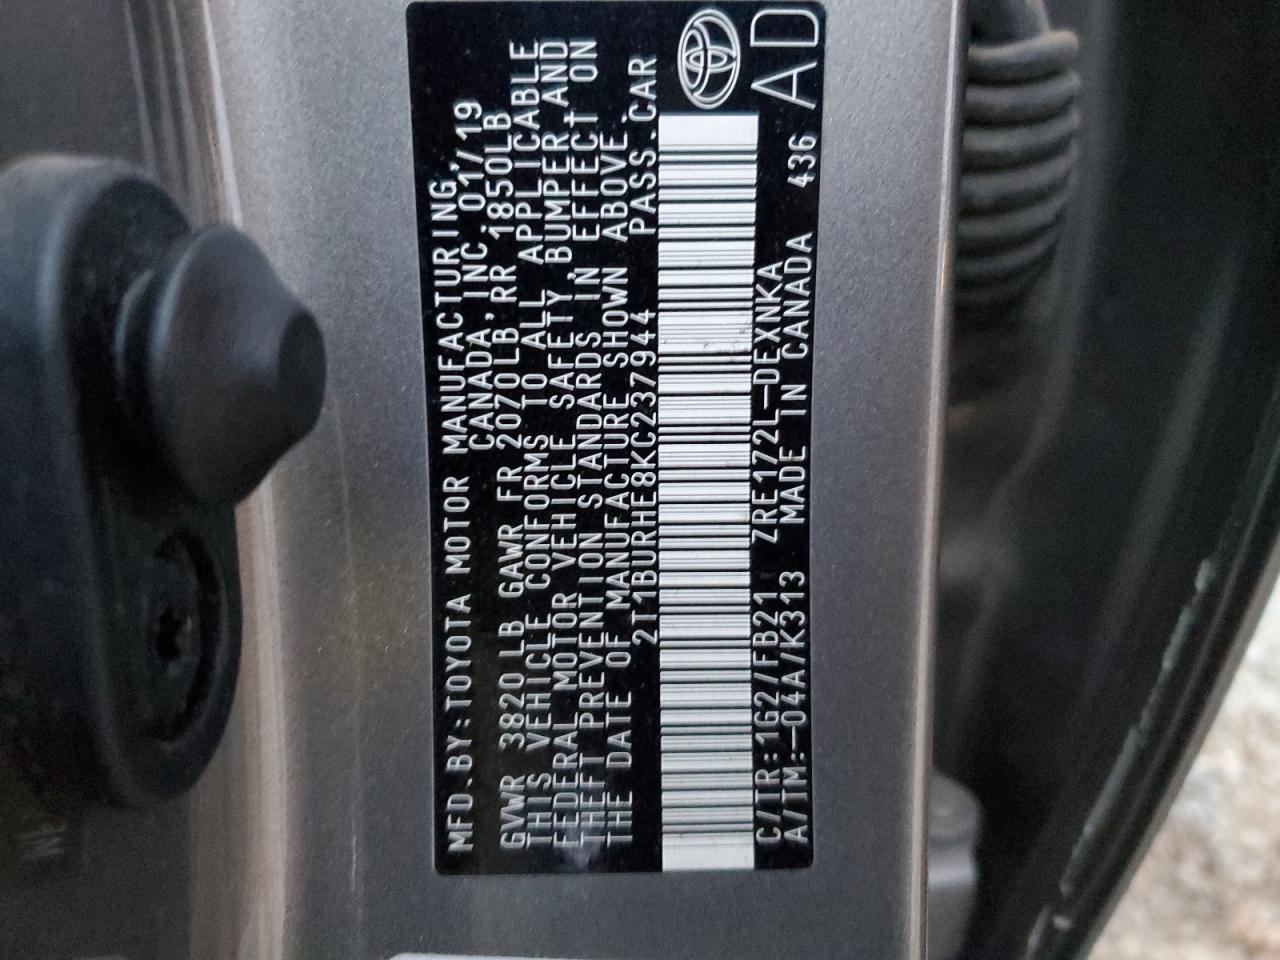 MFD.BY:TOYOTA MOTOR MANUFACTURING,
CANADA, INC. 01/19
GVWR 3820LB GAWR FR 2070LB,RR 1850LB
THIS VEHICLE CONFORMS TO ALL APPLICABLE
FEDERAL MOTOR VEHICLE SAFETY,BUMPER,AND
THEFT PREVENTION STANDARDS IN EFFECT ON
THE DATE OF MANUFACTURE SHOWN ABOVE.
2T1BURHE8KC237944 PASS.CAR
C/TR:1G2/FB21 ZRE172L-DEXNKA
A/TM:-04A/K313 MADE IN CANADA 436
AD